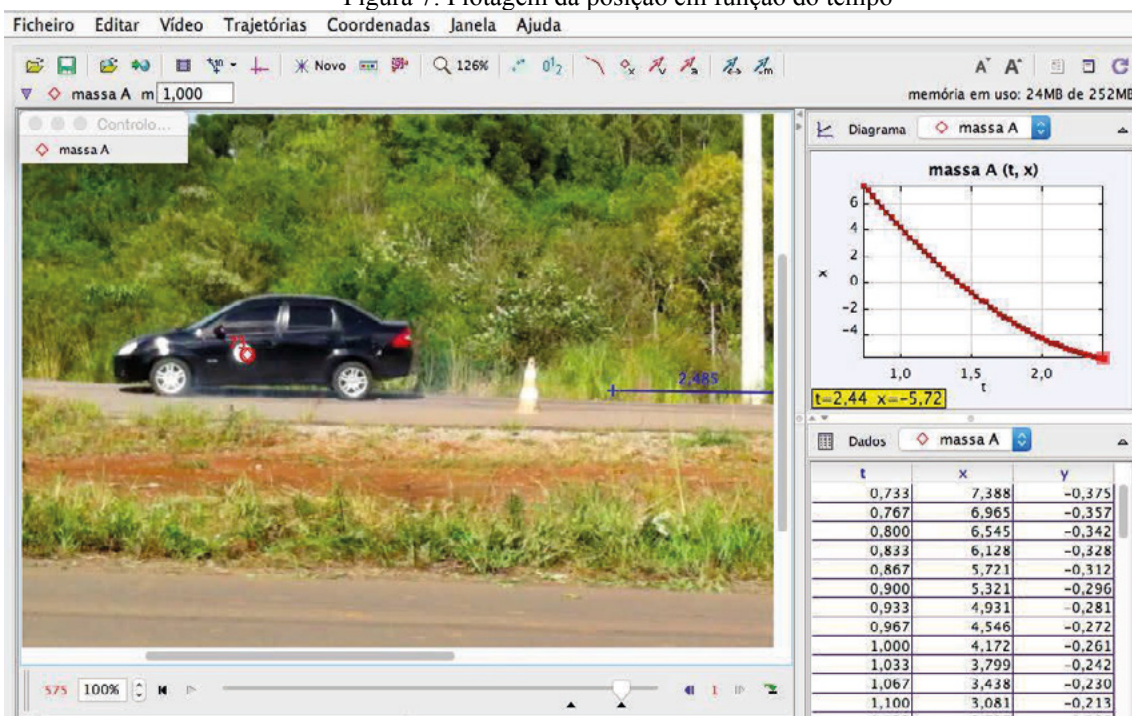 Figura 7. Plotagem da posição em função do tempo
Ficheiro Editar Vídeo Trajetórias Coordenadas Janela Ajuda
Novo 126%
massa A m 1,000 memória em uso: 24MB de 252MB
Controlo...
massa A
2,485
Diagrama massa A
massa A (t, x)
6
4
2
0
-2
-4
x
1,0 1,5 2,0
t
t=2,44 x=-5,72
Dados massa A
t x y
0,733 7,388 -0,375
0,767 6,965 -0,357
0,800 6,545 -0,342
0,833 6,128 -0,328
0,867 5,721 -0,312
0,900 5,321 -0,296
0,933 4,931 -0,281
0,967 4,546 -0,272
1,000 4,172 -0,261
1,033 3,799 -0,242
1,067 3,438 -0,230
1,100 3,081 -0,213
575 100% 1